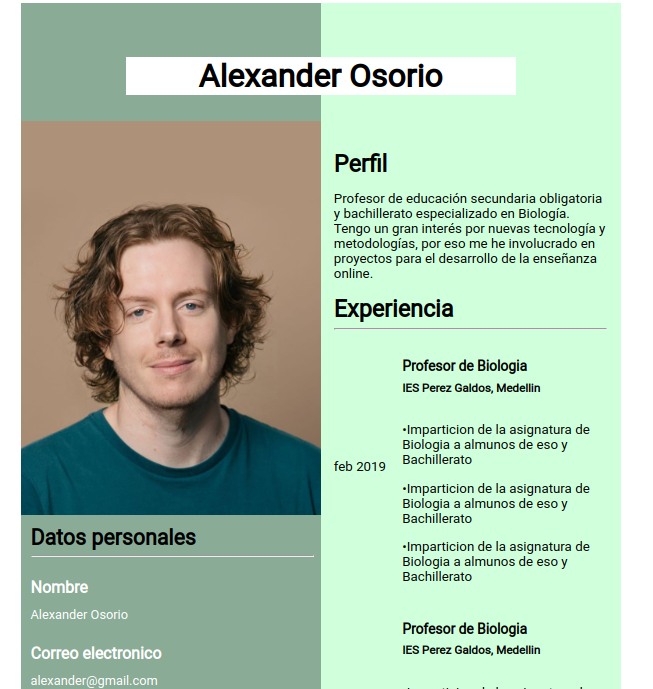 Alexander Osorio
Datos personales
Nombre
Alexander Osorio
Correo electronico
alexander@gmail.com
Perfil
Profesor de educación secundaria obligatoria
y bachillerato especializado en Biología.
Tengo un gran interés por nuevas tecnología y
metodologías, por eso me he involucrado en
proyectos para el desarrollo de la enseñanza
online.
Experiencia
feb 2019
Profesor de Biologia
IES Perez Galdos, Medellin
•Imparticion de la asignatura de
Biologia a almunos de eso y
Bachillerato
•Imparticion de la asignatura de
Biologia a almunos de eso y
Bachillerato
•Imparticion de la asignatura de
Biologia a almunos de eso y
Bachillerato
Profesor de Biologia
IES Perez Galdos, Medellin